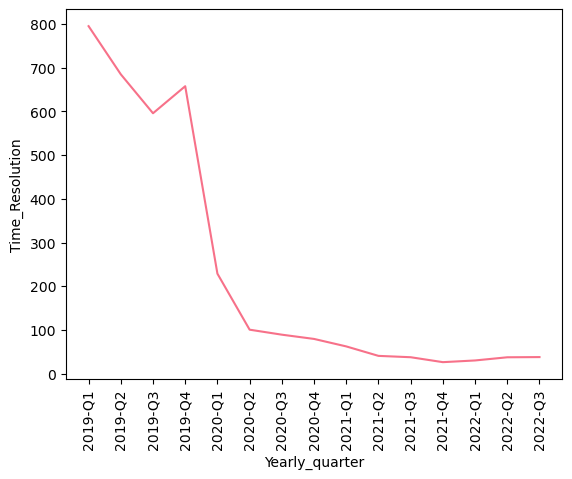 Time_Resolution
800
700
600
500
400
300
200
100
0
2019-Q1
2019-Q2
2019-Q3
2019-Q4
2020-Q1
2020-Q2
2020-Q3
2020-Q4
2021-Q1
2021-Q2
2021-Q3
2021-Q4
2022-Q1
2022-Q2
2022-Q3
Yearly_quarter